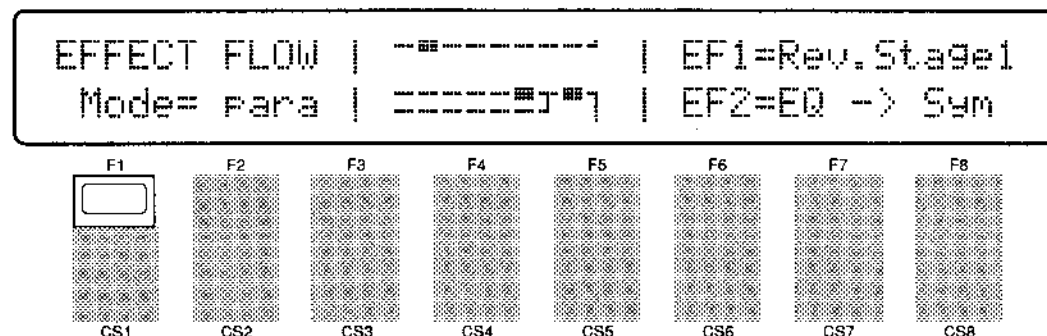 EFFECT FLOW | | EF1=Rev.Stage1
Mode= para | | EF2=EQ -> Sym
F1 F2 F3 F4 F5 F6 F7 F8
CS1 CS2 CS3 CS4 CS5 CS6 CS7 CS8